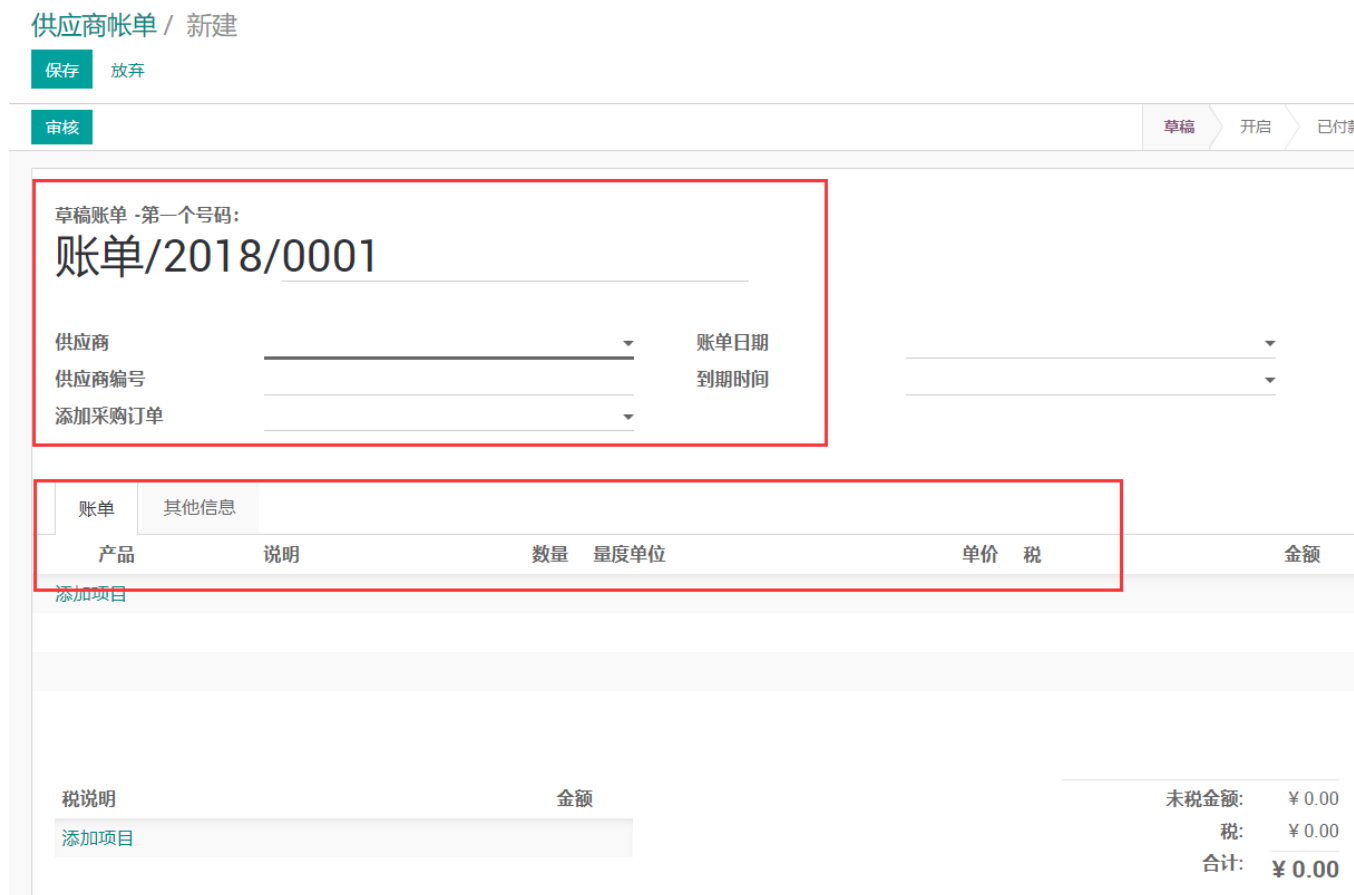 供应商帐单 / 新建
保存 放弃
审核 草稿 开启 已付款
草稿账单 -第一个号码:
账单/2018/0001
供应商 账单日期
供应商编号 到期时间
添加采购订单
账单 其他信息
产品 说明 数量 量度单位 单价 税 金额
添加项目
税说明 金额 未税金额: ¥ 0.00
添加项目 税: ¥ 0.00
合计: ¥ 0.00